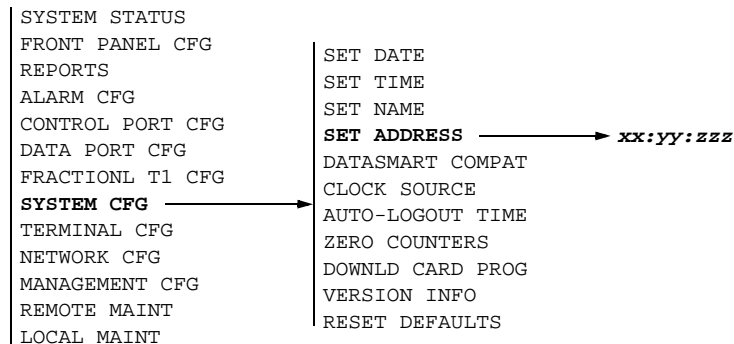 SYSTEM STATUS
FRONT PANEL CFG
REPORTS
ALARM CFG
CONTROL PORT CFG
DATA PORT CFG
FRACTIONL T1 CFG
SYSTEM CFG
TERMINAL CFG
NETWORK CFG
MANAGEMENT CFG
REMOTE MAINT
LOCAL MAINT
SET DATE
SET TIME
SET NAME
SET ADDRESS
DATASMART COMPAT
CLOCK SOURCE
AUTO-LOGOUT TIME
ZERO COUNTERS
DOWNLD CARD PROG
VERSION INFO
RESET DEFAULTS
xx:yy:zzz